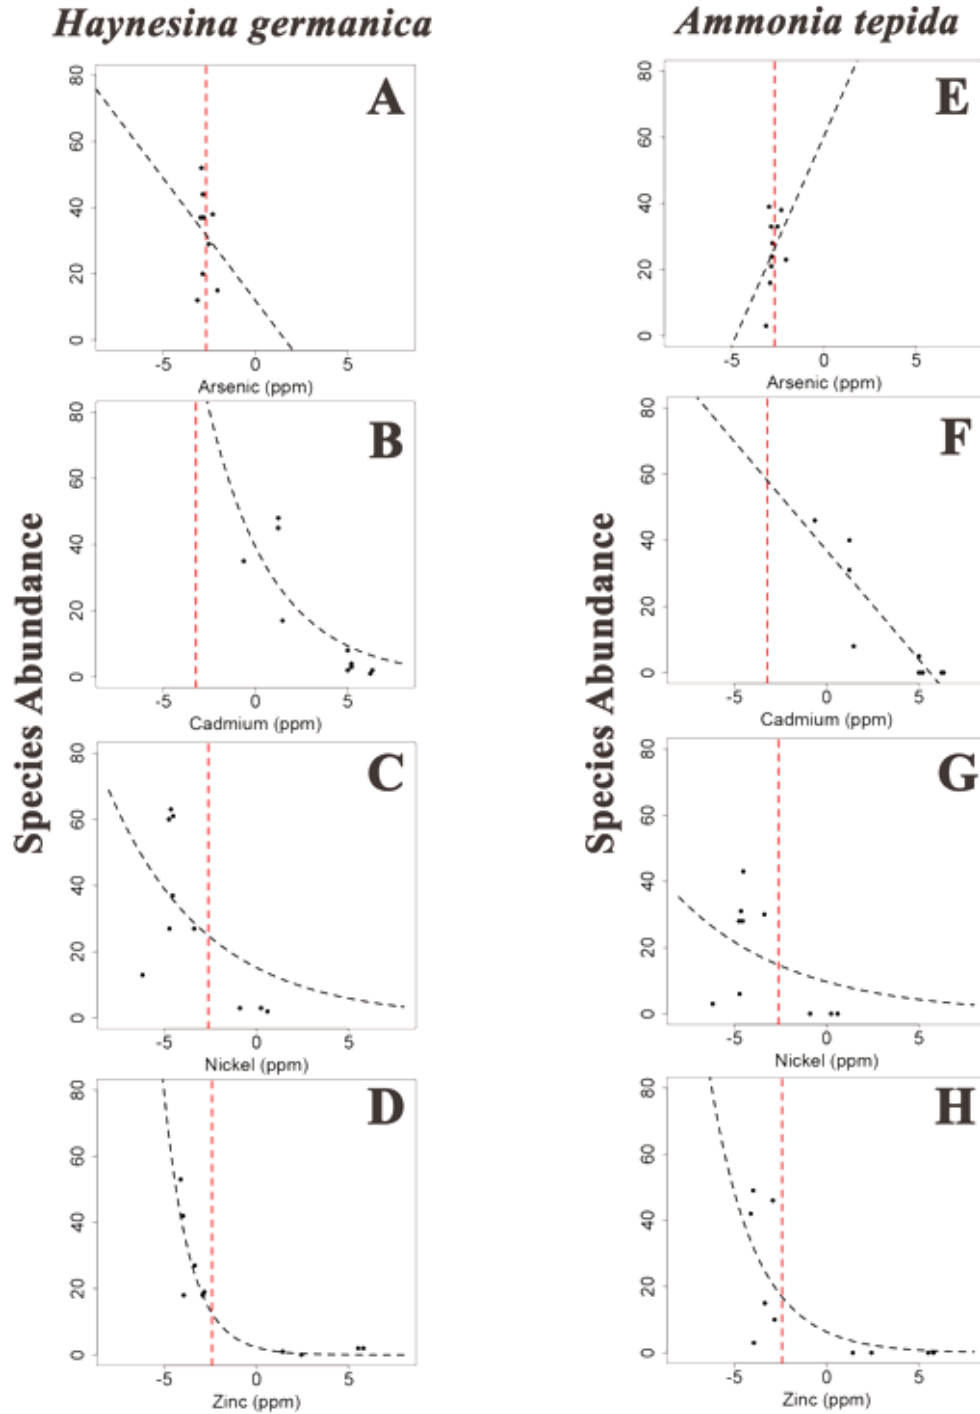 Haynesina germanica
Ammonia tepida
Species Abundance
Species Abundance
A
80
60
40
20
0
-5 0 5
Arsenic (ppm)
E
80
60
40
20
0
-5 0 5
Arsenic (ppm)
B
80
60
40
20
0
-5 0 5
Cadmium (ppm)
F
80
60
40
20
0
-5 0 5
Cadmium (ppm)
C
80
60
40
20
0
-5 0 5
Nickel (ppm)
G
80
60
40
20
0
-5 0 5
Nickel (ppm)
D
80
60
40
20
0
-5 0 5
Zinc (ppm)
H
80
60
40
20
0
-5 0 5
Zinc (ppm)